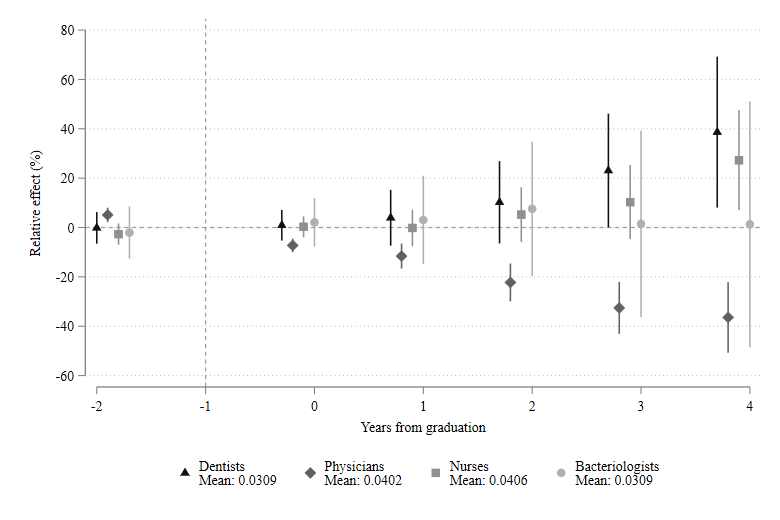 80
60
40
20
0
-20
-40
-60
Relative effect (%)
-2 -1 0 1 2 3 4
Years from graduation
Dentists
Mean: 0.0309
Physicians
Mean: 0.0402
Nurses
Mean: 0.0406
Bacteriologists
Mean: 0.0309